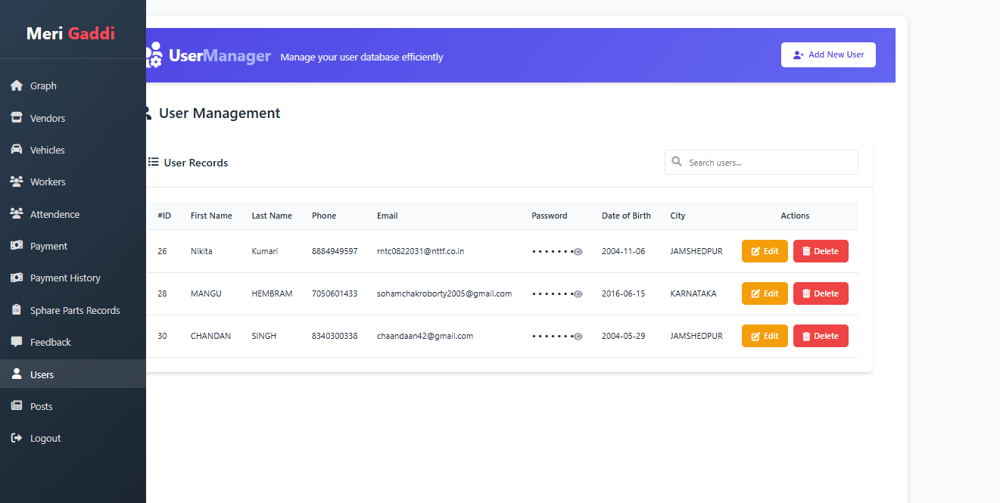 Meri Gaddi
Graph
Vendors
Vehicles
Workers
Attendence
Payment
Payment History
Sphare Parts Records
Feedback
Users
Posts
Logout
UserManager Manage your user database efficiently Add New User
User Management
User Records Search users...
#ID First Name Last Name Phone Email Password Date of Birth City Actions
26 Nikita Kumari 8884949597 rntc0822031@nttf.co.in ••••••• 2004-11-06 JAMSHEDPUR Edit Delete
28 MANGU HEMBRAM 7050601433 sohamchakroborty2005@gmail.com ••••••• 2016-06-15 KARNATAKA Edit Delete
30 CHANDAN SINGH 8340300338 chaandaan42@gmail.com ••••••• 2004-05-29 JAMSHEDPUR Edit Delete